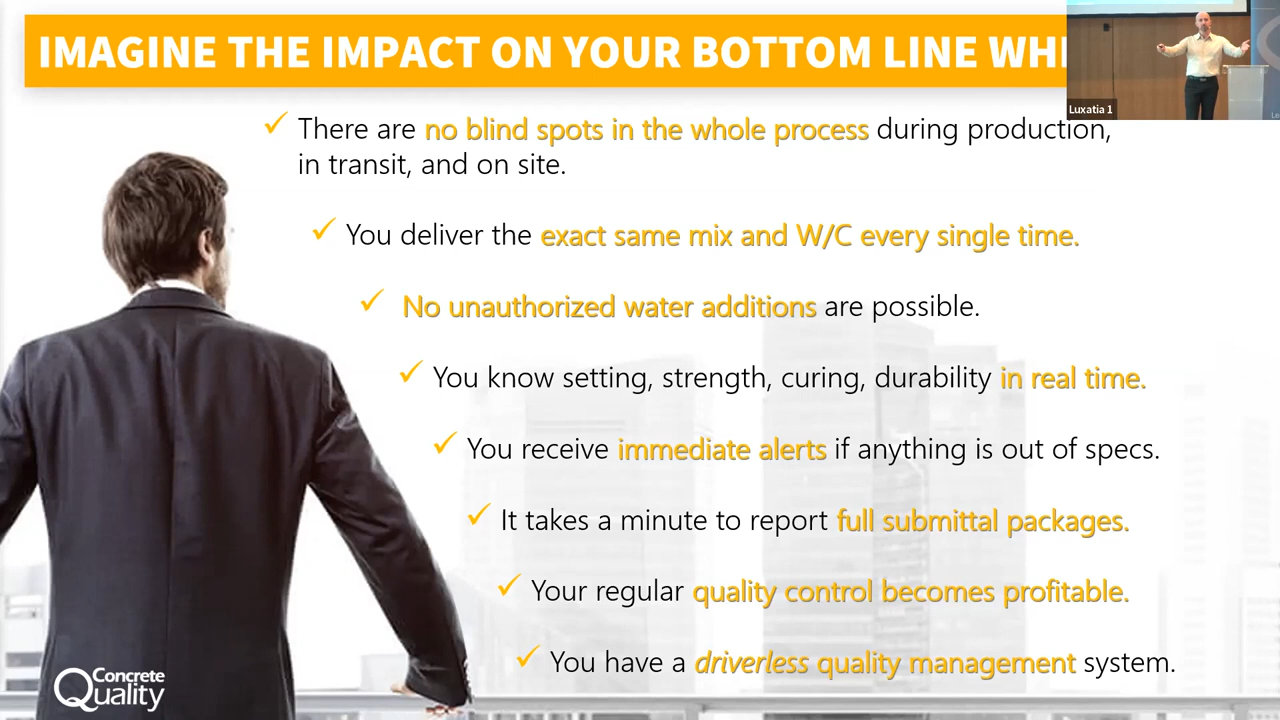 IMAGINE THE IMPACT ON YOUR BOTTOM LINE
Luxatia 1
✓ There are no blind spots in the whole process during production,
in transit, and on site.
✓ You deliver the exact same mix and W/C every single time.
✓ No unauthorized water additions are possible.
✓ You know setting, strength, curing, durability in real time.
✓ You receive immediate alerts if anything is out of specs.
✓ It takes a minute to report full submittal packages.
✓ Your regular quality control becomes profitable.
✓ You have a driverless quality management system.
Concrete
Quality